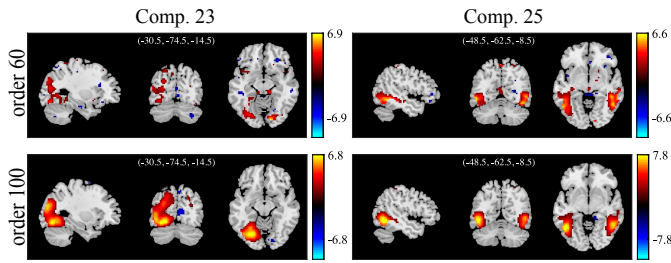 Comp. 23
Comp. 25
order 60
(-30.5, -74.5, -14.5)
6.9
-6.9
(-48.5, -62.5, -8.5)
6.6
-6.6
order 100
(-30.5, -74.5, -14.5)
6.8
-6.8
(-48.5, -62.5, -8.5)
7.8
-7.8